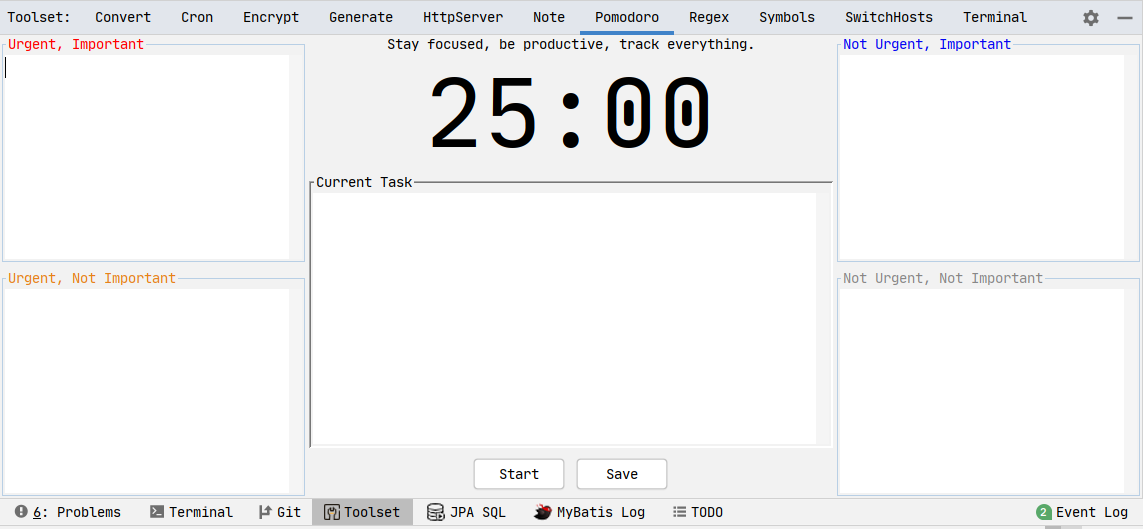 Toolset: Convert Cron Encrypt Generate HttpServer Note Pomodoro Regex Symbols SwitchHosts Terminal
Urgent, Important
Stay focused, be productive, track everything.
Not Urgent, Important
25:00
Current Task
Urgent, Not Important
Not Urgent, Not Important
Start Save
6: Problems Terminal Git Toolset JPA SQL MyBatis Log TODO 2 Event Log